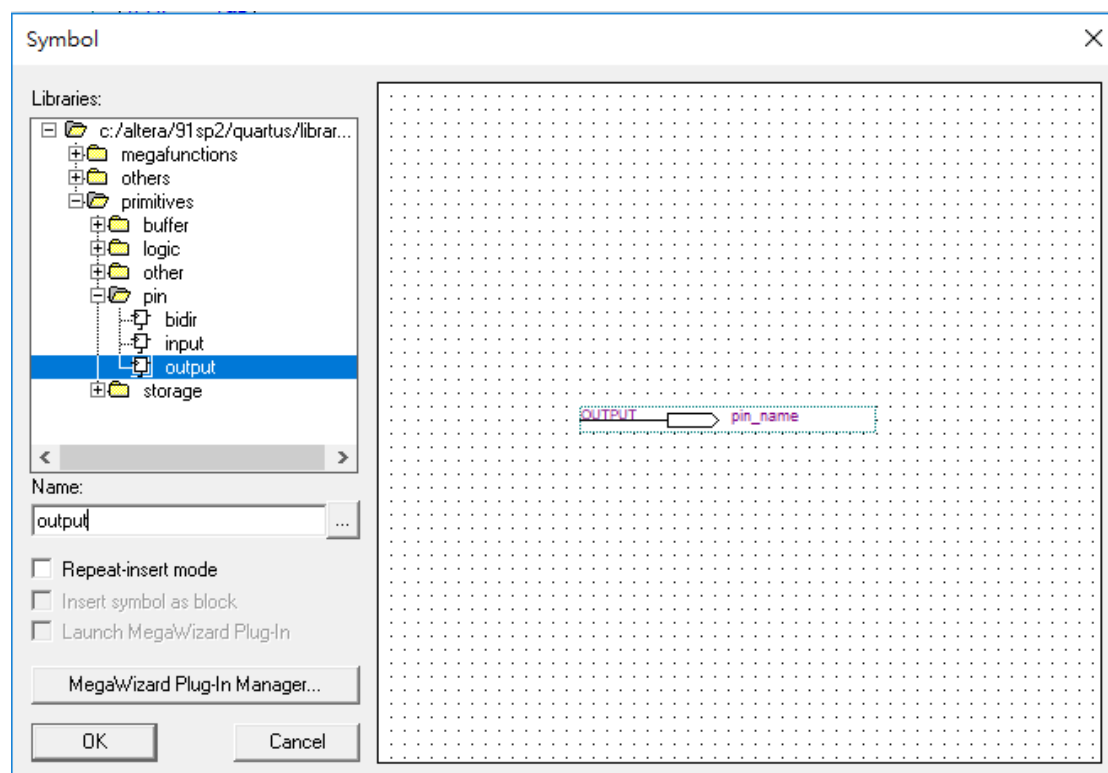 Symbol
Libraries:
c:/altera/91sp2/quartus/librar...
megafunctions
others
primitives
buffer
logic
other
pin
bidir
input
output
storage
Name:
output
...
Repeat-insert mode
Insert symbol as block
Launch MegaWizard Plug-In
MegaWizard Plug-In Manager...
OK
Cancel
OUTPUT
pin_name